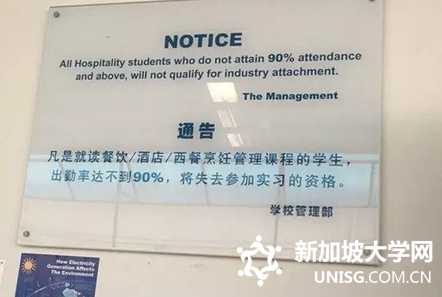 NOTICE
All Hospitality students who do not attain 90% attendance
and above, will not qualify for industry attachment.
The Management
通告
凡是就读餐饮/酒店/西餐烹饪管理课程的学生，
出勤率达不到90%，将失去参加实习的资格。
学校管理部
How Electricity
Generation Affects
The Environment
新加坡大学网
UNISG.COM.CN